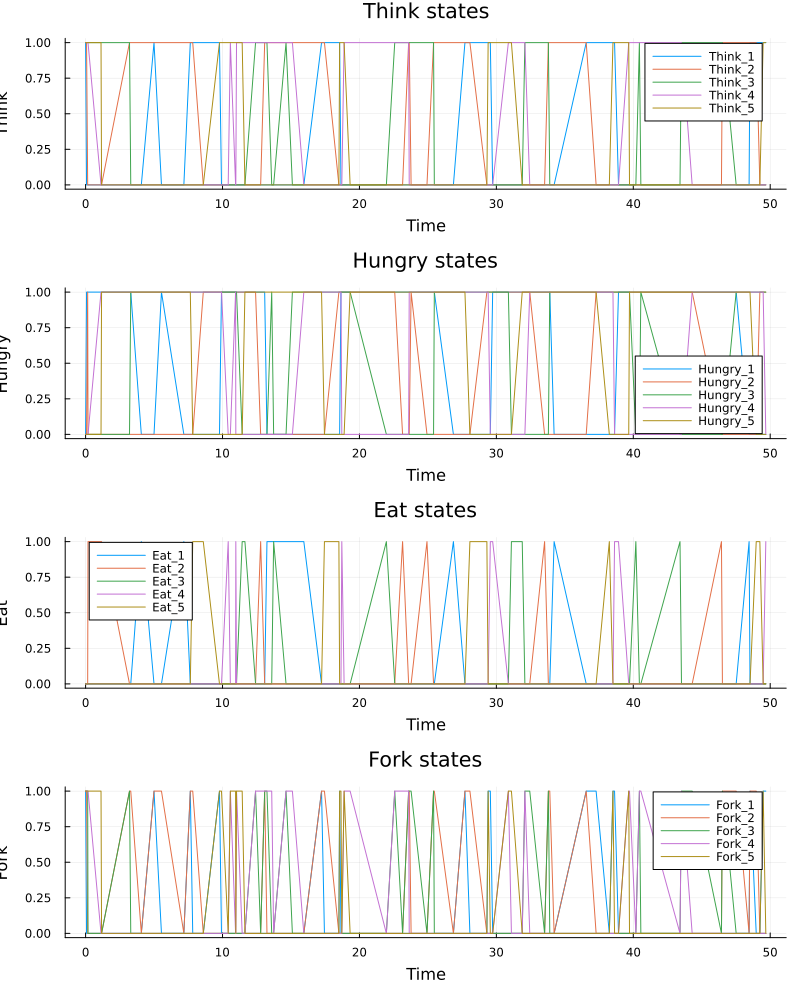 Think states
1.00
0.75
0.50
0.25
0.00
Think
Think_1
Think_2
Think_3
Think_4
Think_5
0 10 20 30 40 50
Time
Hungry states
1.00
0.75
0.50
0.25
0.00
Hungry
Hungry_1
Hungry_2
Hungry_3
Hungry_4
Hungry_5
0 10 20 30 40 50
Time
Eat states
1.00
0.75
0.50
0.25
0.00
Eat
Eat_1
Eat_2
Eat_3
Eat_4
Eat_5
0 10 20 30 40 50
Time
Fork states
1.00
0.75
0.50
0.25
0.00
Fork
Fork_1
Fork_2
Fork_3
Fork_4
Fork_5
0 10 20 30 40 50
Time